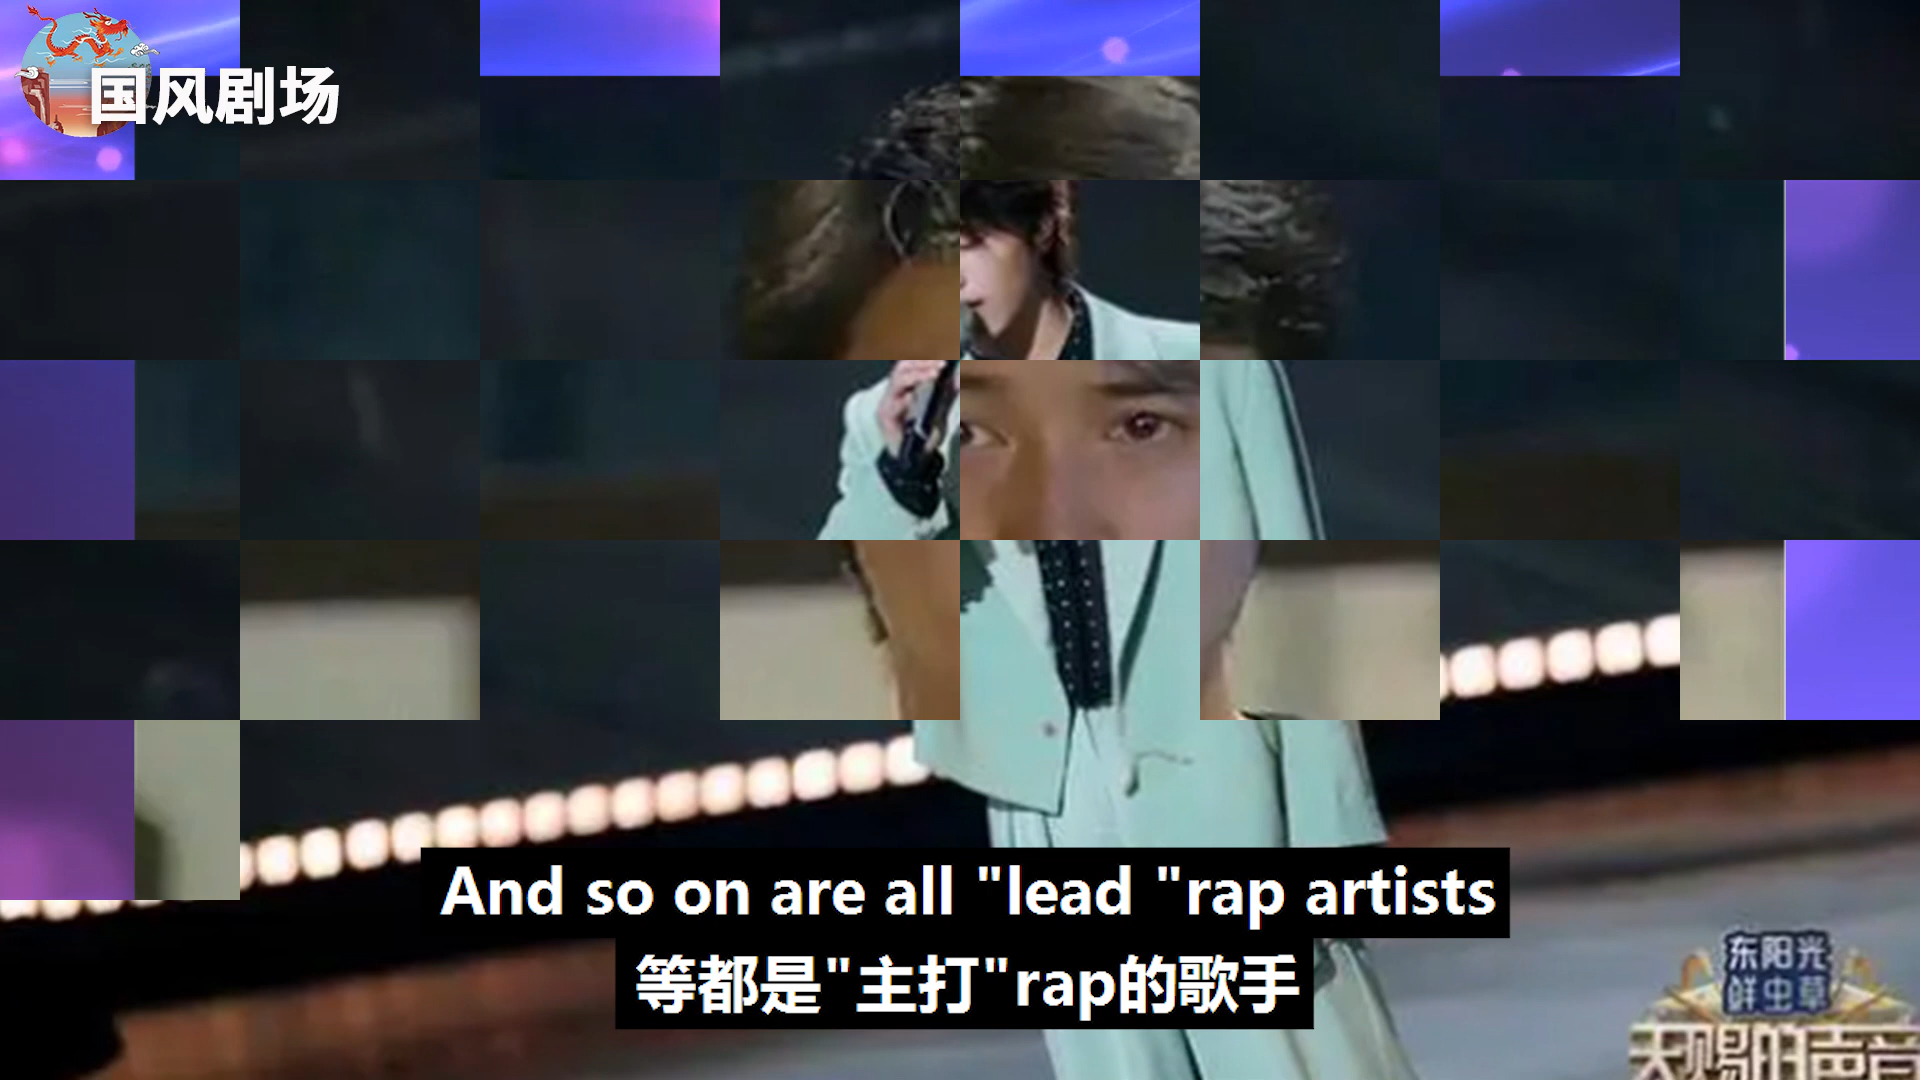 国风剧场
And so on are all "lead "rap artists
等都是"主打"rap的歌手
东阳光
鲜虫草
天赐的声音